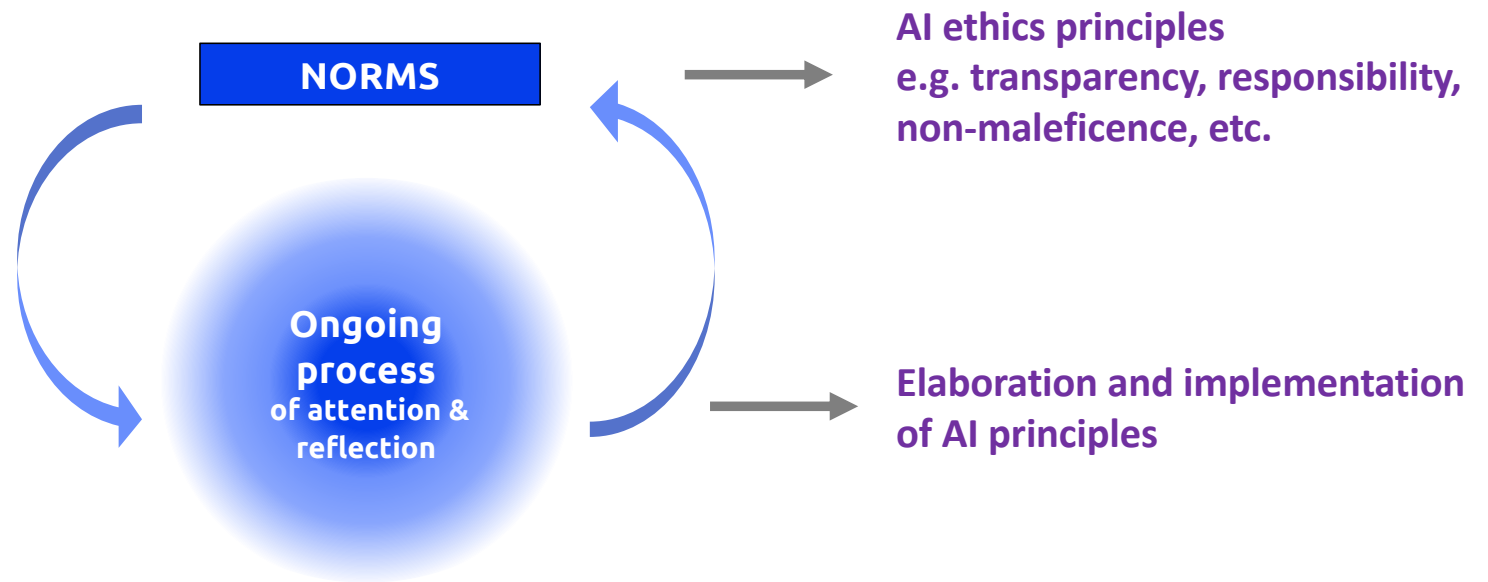 NORMS
AI ethics principles
e.g. transparency, responsibility,
non-maleficence, etc.
Ongoing
process
of attention &
reflection
Elaboration and implementation
of AI principles